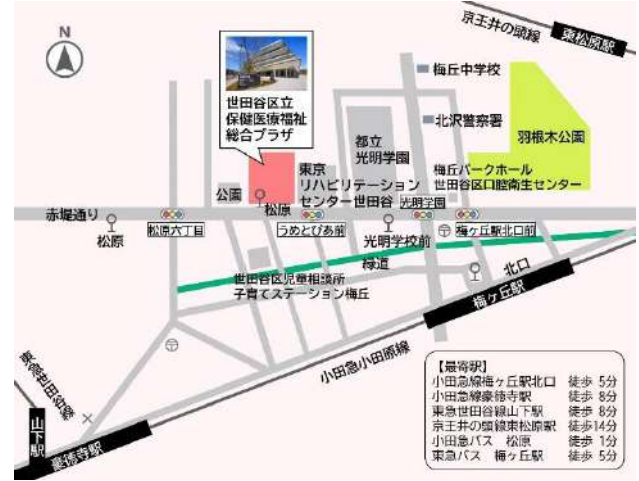 N
京王井の頭線
東松原駅
世田谷区立
保健医療福祉
総合プラザ
梅丘中学校
北沢警察署
羽根木公園
都立
光明学園
東京
リハビリテーション
センター世田谷
梅丘パークホール
世田谷区口腔衛生センター
公園
松原
光明学園
赤堤通り
松原
松原六丁目
うめとぴあ前
光明学校前
梅ヶ丘駅北口前
緑道
世田谷区児童相談所
子育てステーション梅丘
北口
梅ヶ丘駅
小田急小田原線
東急世田谷線
山下駅
豪徳寺駅
【最寄駅】
小田急線梅ヶ丘駅北口 徒歩 5分
小田急線豪徳寺駅 徒歩 8分
東急世田谷線山下駅 徒歩 8分
京王井の頭線東松原駅 徒歩14分
小田急バス 松原 徒歩 1分
東急バス 梅ヶ丘駅 徒歩 5分